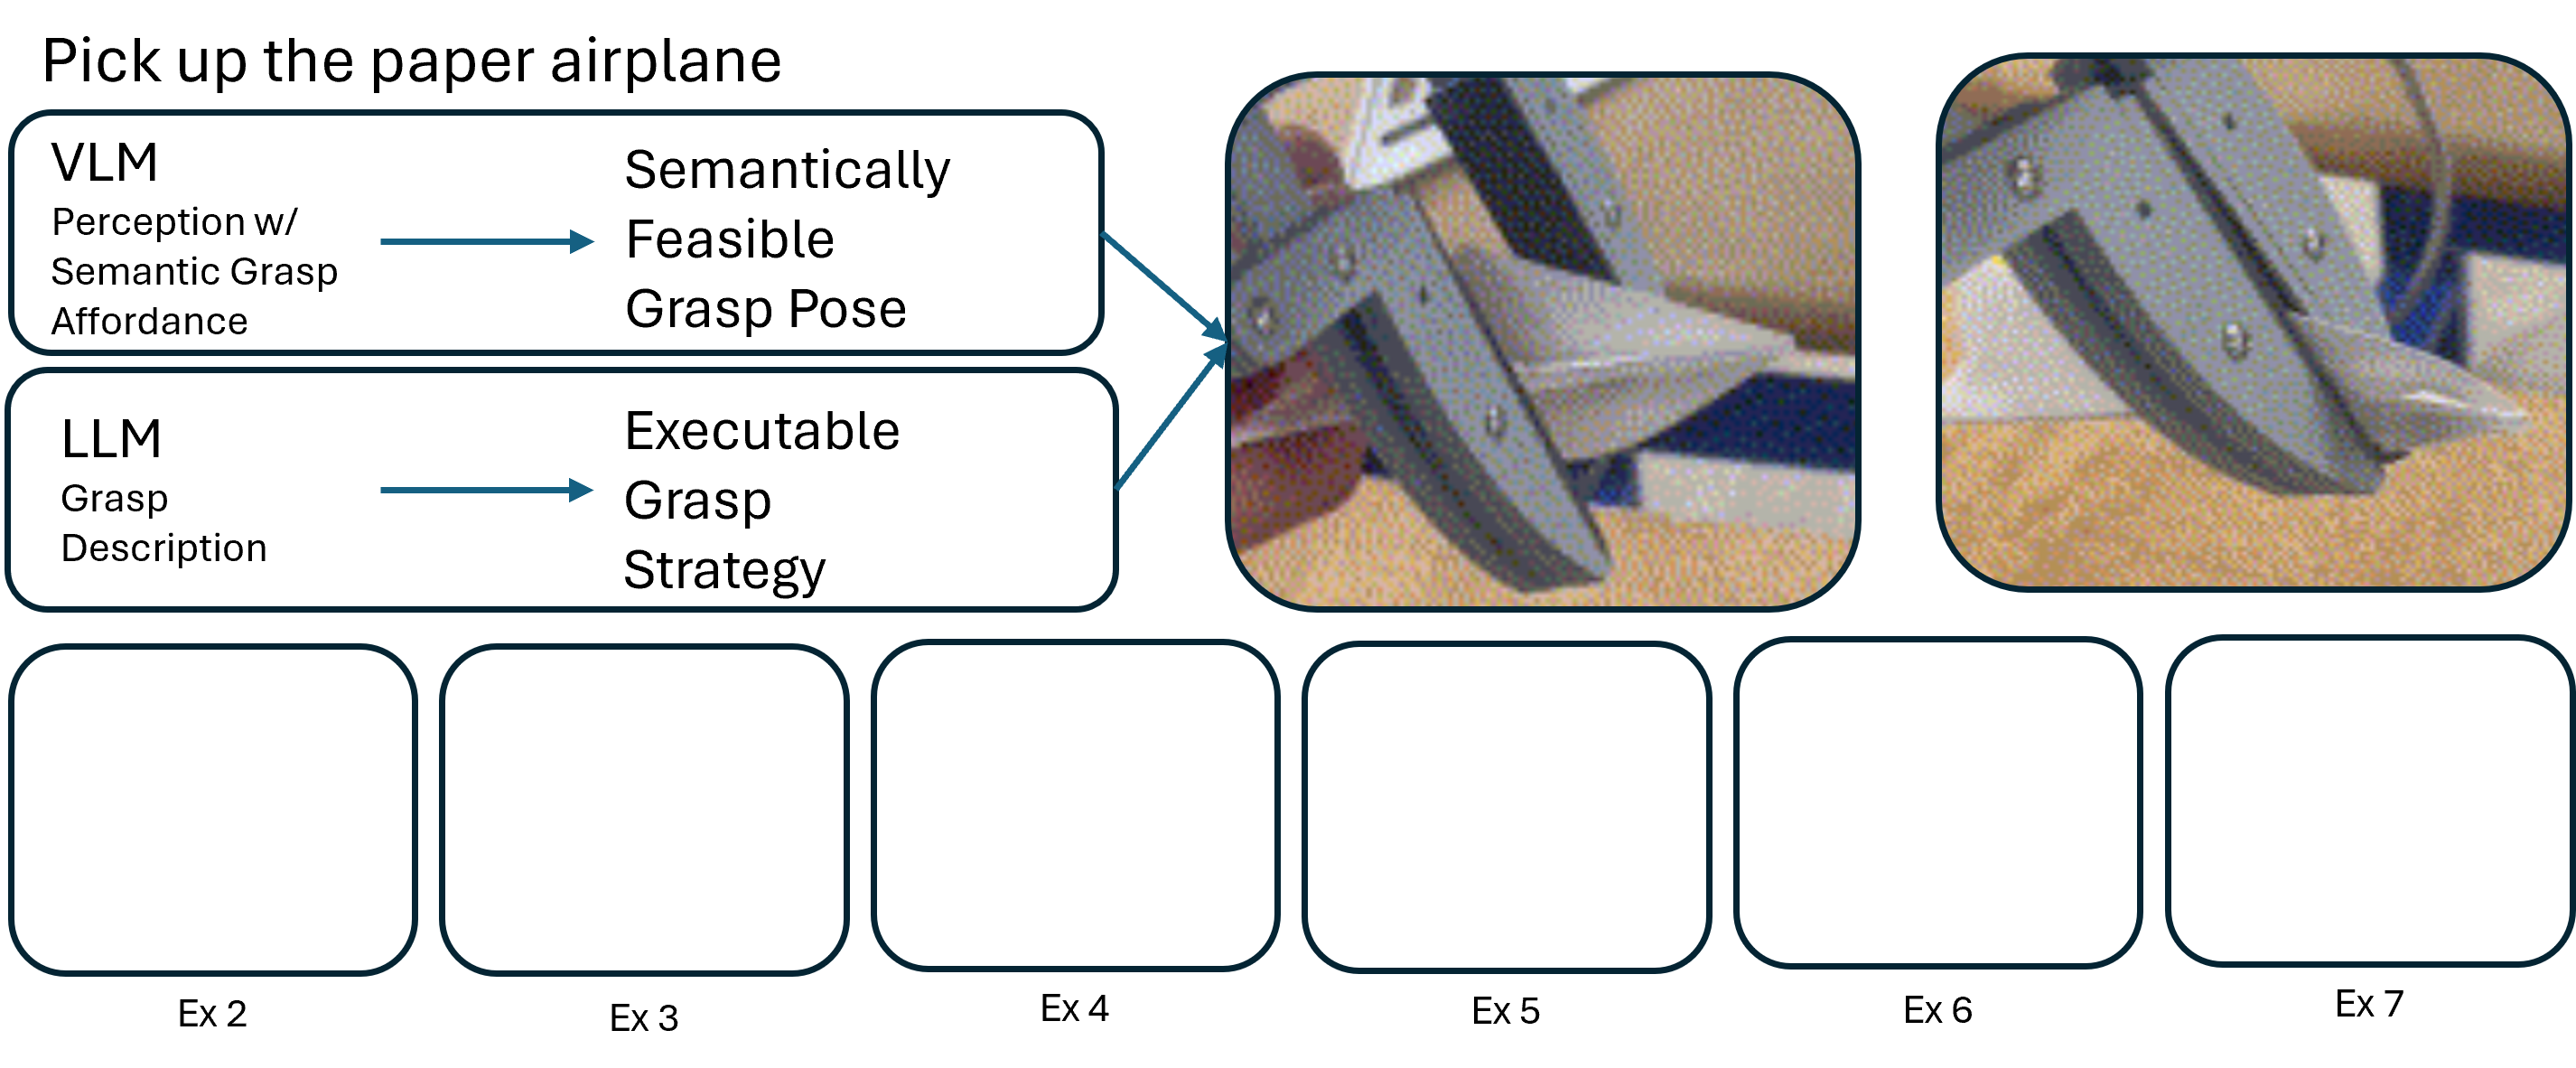 Pick up the paper airplane
VLM
Perception w/
Semantic Grasp
Affordance
Semantically
Feasible
Grasp Pose
LLM
Grasp
Description
Executable
Grasp
Strategy
Ex 2
Ex 3
Ex 4
Ex 5
Ex 6
Ex 7